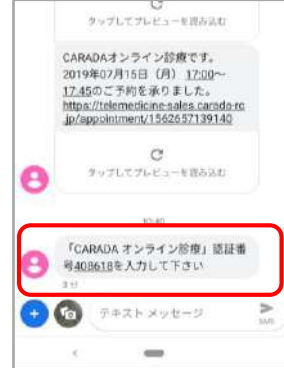 タップしてプレビューを読み込む
CARADAオンライン診療です。
2019年07月15日（月）17:00～
17:45のご予約を承りました。
https://telemedicine-sales.carada-rc
.jp/appointment/1562657139140
タップしてプレビューを読み込む
10:40
「CARADA オンライン診療」認証番
号408618を入力して下さい
3分
テキスト メッセージ
SMS